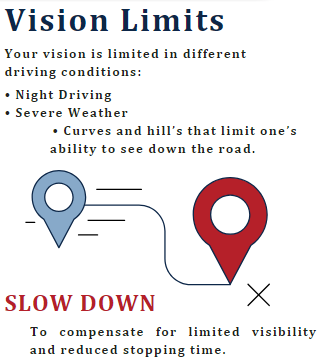 Vision Limits
Your vision is limited in different
driving conditions:
• Night Driving
• Severe Weather
• Curves and hill's that limit one's
ability to see down the road.
SLOW DOWN
To compensate for limited visibility
and reduced stopping time.